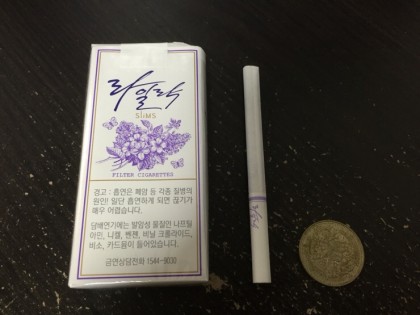 라일락
SLIMS
FILTER CIGARETTES
경고 : 흡연은 폐암 등 각종 질병의
원인! 일단 흡연하게 되면 끊기가
매우 어렵습니다.
담배연기에는 발암성 물질인 나프틸
아민, 니켈, 벤젠, 비닐 크롤라이드,
비소, 카드뮴이 들어있습니다.
금연상담전화 1544-9030